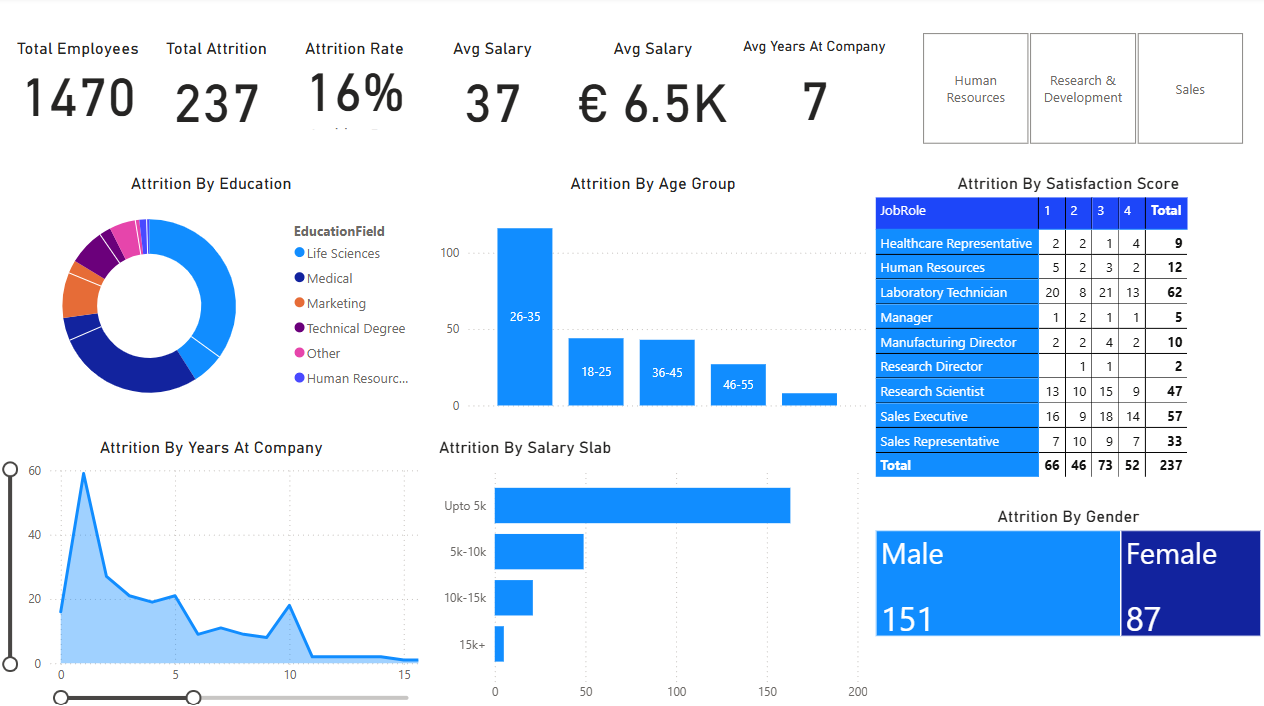 Total Employees
1470
Total Attrition
237
Attrition Rate
16%
Avg Salary
37
Avg Salary
€ 6.5K
Avg Years At Company
7
Human
Resources
Research &
Development
Sales
Attrition By Education
EducationField
Life Sciences
Medical
Marketing
Technical Degree
Other
Human Resourc...
Attrition By Age Group
100
50
0
26-35
18-25
36-45
46-55
Attrition By Satisfaction Score
JobRole 1 2 3 4 Total
Healthcare Representative 2 2 1 4 9
Human Resources 5 2 3 2 12
Laboratory Technician 20 8 21 13 62
Manager 1 2 1 1 5
Manufacturing Director 2 2 4 2 10
Research Director 1 1 2
Research Scientist 13 10 15 9 47
Sales Executive 16 9 18 14 57
Sales Representative 7 10 9 7 33
Total 66 46 73 52 237
Attrition By Years At Company
60
40
20
0
0 5 10 15
Attrition By Salary Slab
Upto 5k
5k-10k
10k-15k
15k+
0 50 100 150 200
Attrition By Gender
Male
151
Female
87